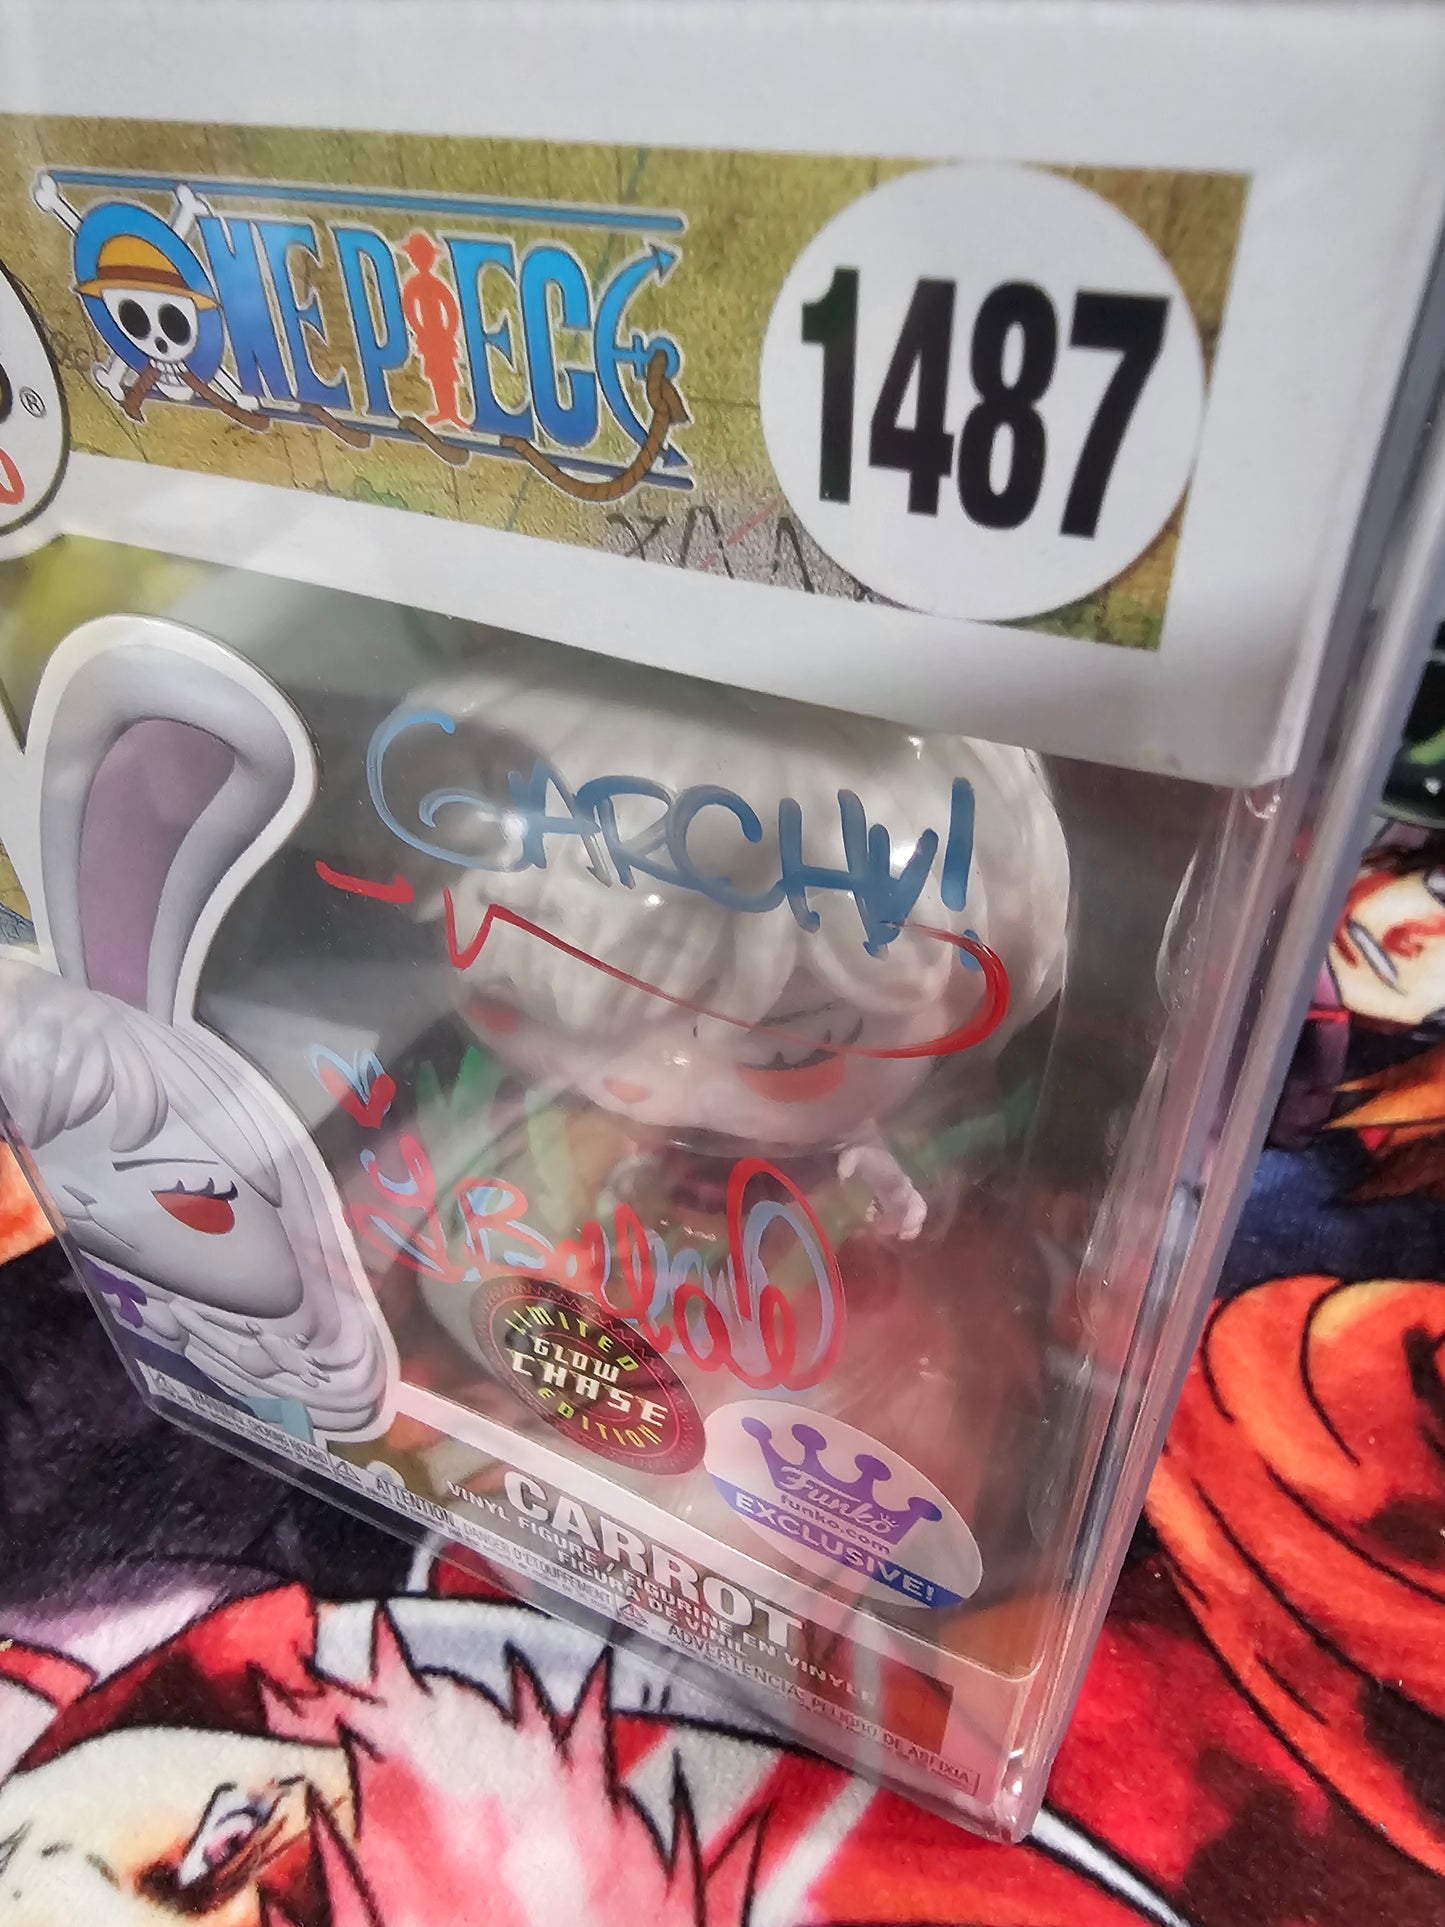 ONE PIECE
1487
®
GARCHU!
LIMITED
GLOW
CHASE
EDITION
Funko
funko.com
EXCLUSIVE!
CARROT
VINYL FIGURE / FIGURINE EN VINYLE
FIGURA DE VINIL